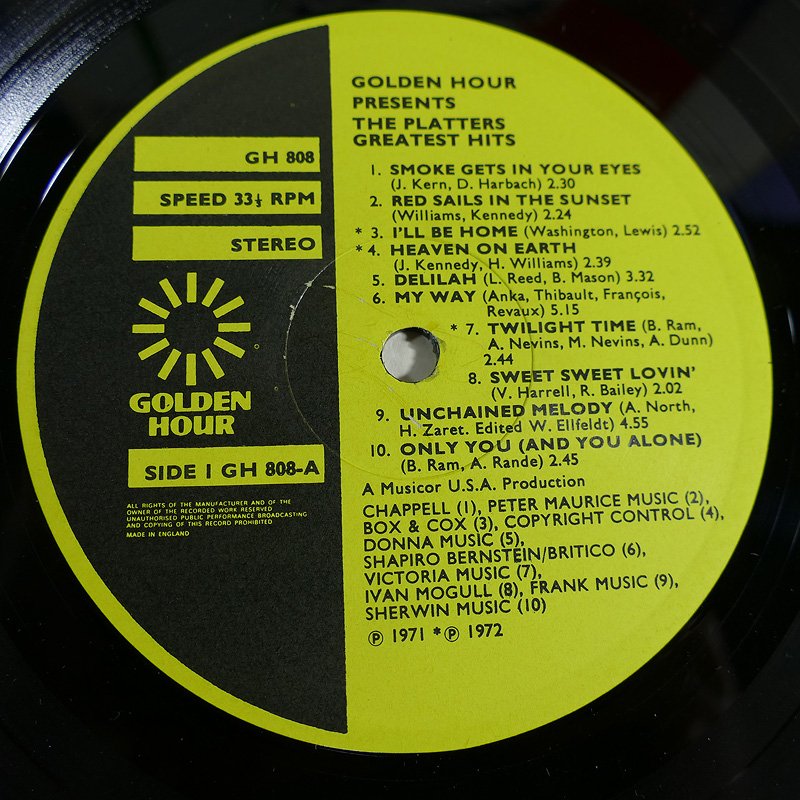 GH 808
SPEED 33⅓ RPM
STEREO
GOLDEN
HOUR
SIDE 1 GH 808-A
ALL RIGHTS OF THE MANUFACTURER AND OF THE
OWNER OF THE RECORDED WORK RESERVED
UNAUTHORISED PUBLIC PERFORMANCE BROADCASTING
AND COPYING OF THIS RECORD PROHIBITED
MADE IN ENGLAND
GOLDEN HOUR
PRESENTS
THE PLATTERS
GREATEST HITS
1. SMOKE GETS IN YOUR EYES
(J. Kern, D. Harbach) 2.30
2. RED SAILS IN THE SUNSET
(Williams, Kennedy) 2.24
* 3. I'LL BE HOME (Washington, Lewis) 2.52
* 4. HEAVEN ON EARTH
(J. Kennedy, H. Williams) 2.39
5. DELILAH (L. Reed, B. Mason) 3.32
6. MY WAY (Anka, Thibault, François,
Revaux) 5.15
* 7. TWILIGHT TIME (B. Ram,
A. Nevins, M. Nevins, A. Dunn)
2.44
8. SWEET SWEET LOVIN'
(V. Harrell, R. Bailey) 2.02
9. UNCHAINED MELODY (A. North,
H. Zaret. Edited W. Ellfeldt) 4.55
10. ONLY YOU (AND YOU ALONE)
(B. Ram, A. Rande) 2.45
A Musicor U.S.A. Production
CHAPPELL (1), PETER MAURICE MUSIC (2),
BOX & COX (3), COPYRIGHT CONTROL (4),
DONNA MUSIC (5),
SHAPIRO BERNSTEIN/BRITICO (6),
VICTORIA MUSIC (7),
IVAN MOGULL (8), FRANK MUSIC (9),
SHERWIN MUSIC (10)
℗ 1971 *℗ 1972